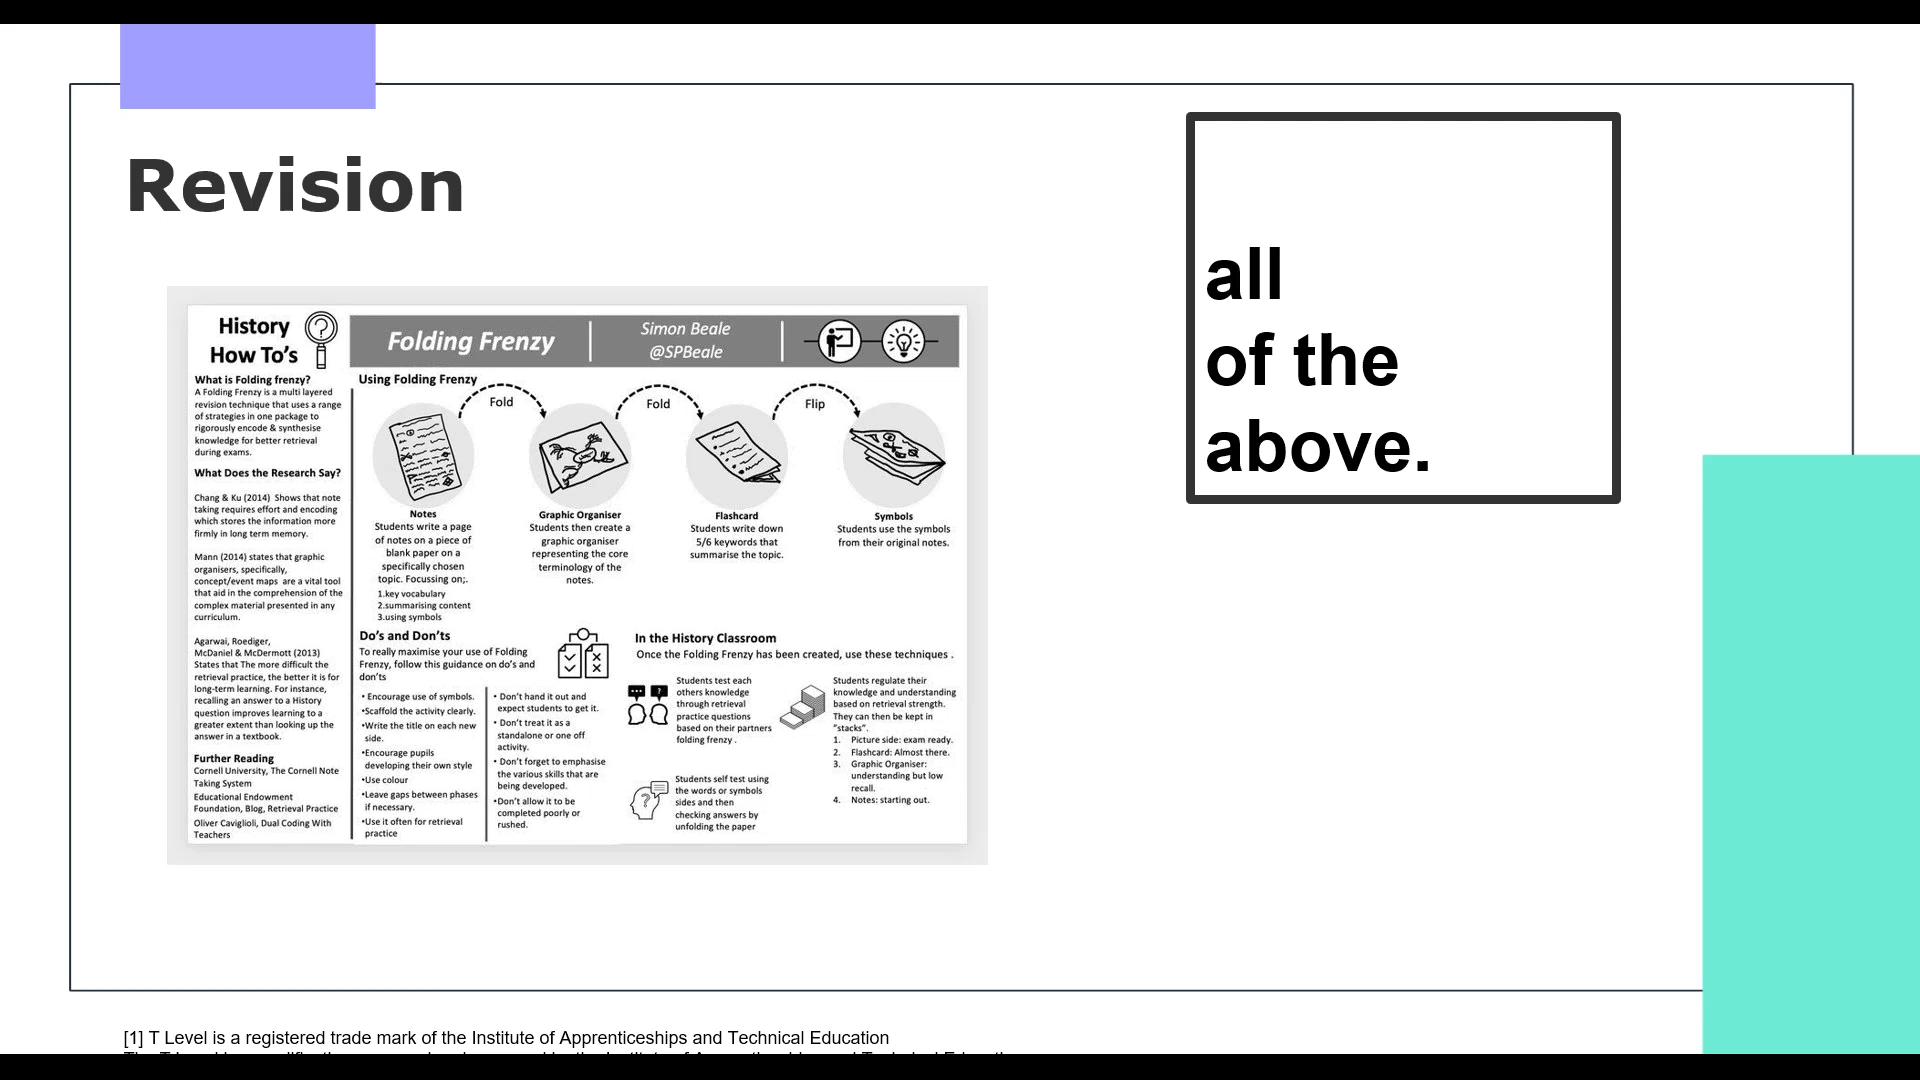 Revision
all
of the
above.
History
How To's
Folding Frenzy
Simon Beale
@SPBeale
What is Folding frenzy?
A Folding Frenzy is a multi layered
revision technique that uses a range
of strategies in one package to
rigorously encode & synthesise
knowledge for better retrieval
during exams.
What Does the Research Say?
Chang & Ku (2014) Shows that note
taking requires effort and encoding
which stores the information more
firmly in long term memory.
Mann (2014) states that graphic
organisers, specifically,
concept/event maps are a vital tool
that aid in the comprehension of the
complex material presented in any
curriculum.
Agarwai, Roediger,
McDaniel & McDermott (2013)
States that The more difficult the
retrieval practice, the better it is for
long-term learning. For instance,
recalling an answer to a History
question improves learning to a
greater extent than looking up the
answer in a textbook.
Further Reading
Cornell University, The Cornell Note
Taking System
Educational Endowment
Foundation, Blog, Retrieval Practice
Oliver Caviglioli, Dual Coding With
Teachers
Using Folding Frenzy
Fold
Fold
Flip
Notes
Students write a page
of notes on a piece of
blank paper on a
specifically chosen
topic. Focussing on;.
1.key vocabulary
2.summarising content
3.using symbols
Graphic Organiser
Students then create a
graphic organiser
representing the core
terminology of the
notes.
Flashcard
Students write down
5/6 keywords that
summarise the topic.
Symbols
Students use the symbols
from their original notes.
Do's and Don'ts
To really maximise your use of Folding
Frenzy, follow this guidance on do's and
don'ts
• Encourage use of symbols.
•Scaffold the activity clearly.
•Write the title on each new
side.
•Encourage pupils
developing their own style
•Use colour
•Leave gaps between phases
if necessary.
•Use it often for retrieval
practice
• Don't hand it out and
expect students to get it.
• Don't treat it as a
standalone or one off
activity.
• Don't forget to emphasise
the various skills that are
being developed.
•Don't allow it to be
completed poorly or
rushed.
In the History Classroom
Once the Folding Frenzy has been created, use these techniques .
Students test each
others knowledge
through retrieval
practice questions
based on their partners
folding frenzy .
Students self test using
the words or symbols
sides and then
checking answers by
unfolding the paper
Students regulate their
knowledge and understanding
based on retrieval strength.
They can then be kept in
"stacks".
1. Picture side: exam ready.
2. Flashcard: Almost there.
3. Graphic Organiser:
understanding but low
recall.
4. Notes: starting out.
[1] T Level is a registered trade mark of the Institute of Apprenticeships and Technical Education